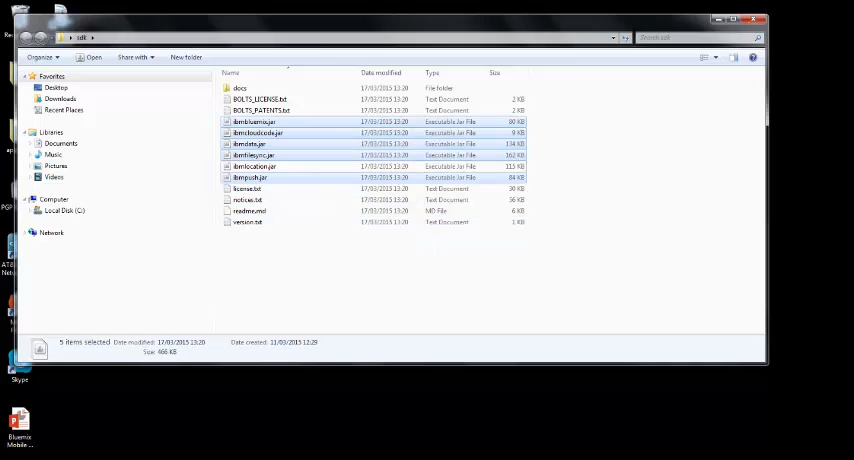 sdk
Search sdk
Organize
Open
Share with
New folder
Name Date modified Type Size
Favorites
Desktop
Downloads
Recent Places
Libraries
Documents
Music
Pictures
Videos
Computer
Local Disk (C:)
Network
docs 17/03/2015 13:20 File folder
BOLTS_LICENSE.txt 17/03/2015 13:20 Text Document 2 KB
BOLTS_PATENTS.txt 17/03/2015 13:20 Text Document 2 KB
ibmbluemix.jar 17/03/2015 13:20 Executable Jar File 80 KB
ibmcloudcode.jar 17/03/2015 13:20 Executable Jar File 9 KB
ibmdata.jar 17/03/2015 13:20 Executable Jar File 134 KB
ibmfilesync.jar 17/03/2015 13:20 Executable Jar File 162 KB
ibmlocation.jar 17/03/2015 13:20 Executable Jar File 115 KB
ibmpush.jar 17/03/2015 13:20 Executable Jar File 84 KB
license.txt 17/03/2015 13:20 Text Document 30 KB
notices.txt 17/03/2015 13:20 Text Document 56 KB
readme.md 17/03/2015 13:20 MD File 6 KB
version.txt 17/03/2015 13:20 Text Document 1 KB
5 items selected Date modified: 17/03/2015 13:20 Date created: 11/03/2015 12:29
Size: 466 KB
Skype
Bluemix
Mobile ...